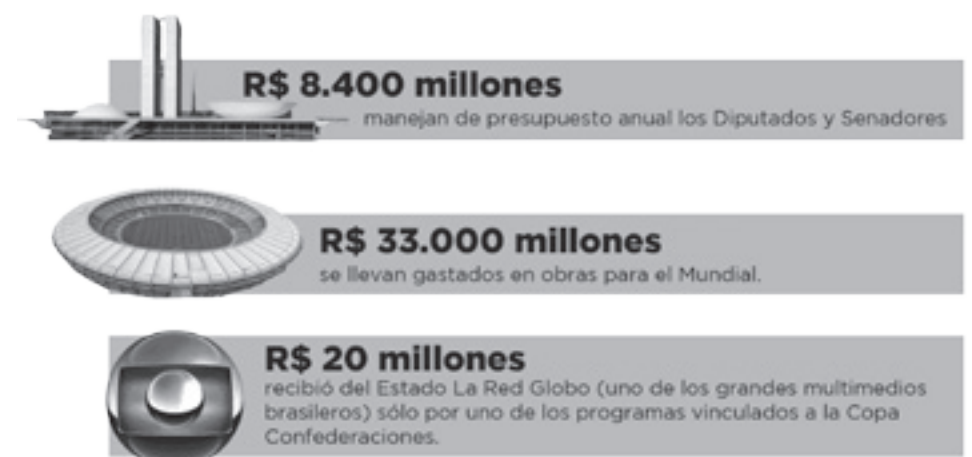 R$ 8.400 millones
manejan de presupuesto anual los Diputados y Senadores
R$ 33.000 millones
se llevan gastados en obras para el Mundial.
R$ 20 millones
recibió del Estado La Red Globo (uno de los grandes multimedios
brasileros) sólo por uno de los programas vinculados a la Copa
Confederaciones.